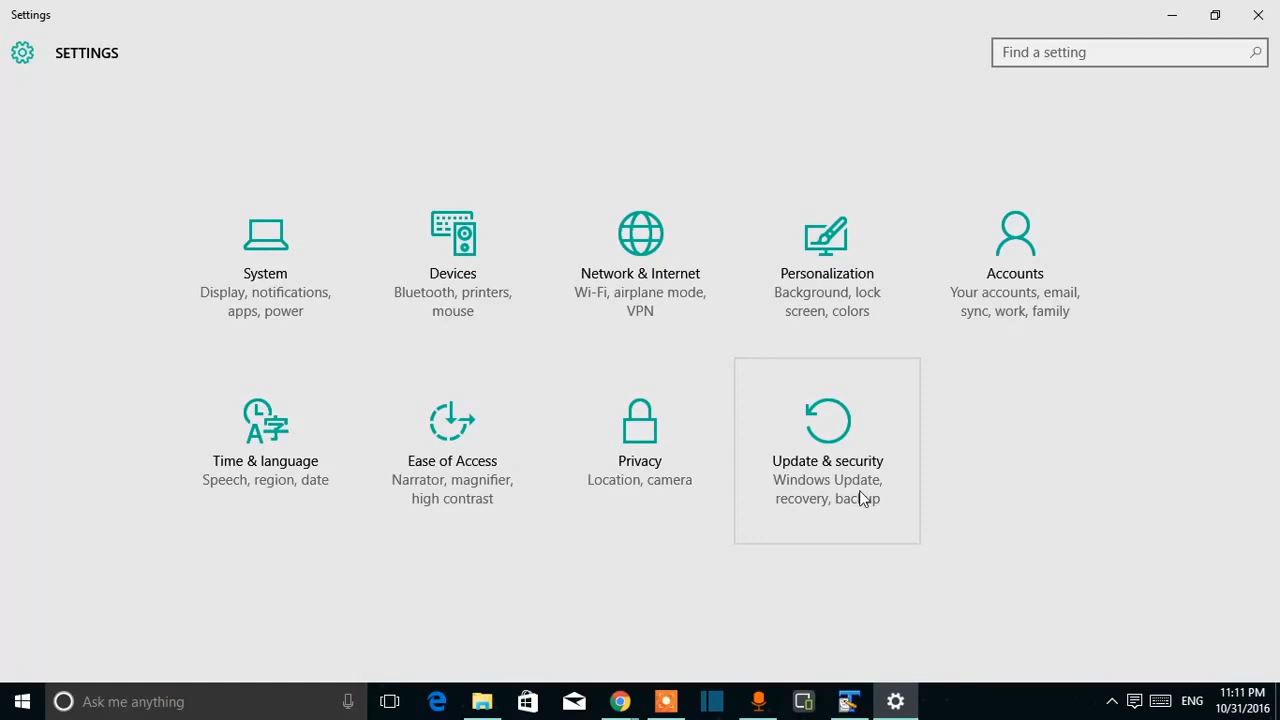 Settings
SETTINGS
Find a setting
System
Display, notifications,
apps, power
Devices
Bluetooth, printers,
mouse
Network & Internet
Wi-Fi, airplane mode,
VPN
Personalization
Background, lock
screen, colors
Accounts
Your accounts, email,
sync, work, family
Time & language
Speech, region, date
Ease of Access
Narrator, magnifier,
high contrast
Privacy
Location, camera
Update & security
Windows Update,
recovery, backup
Ask me anything
ENG
11:11 PM
10/31/2016